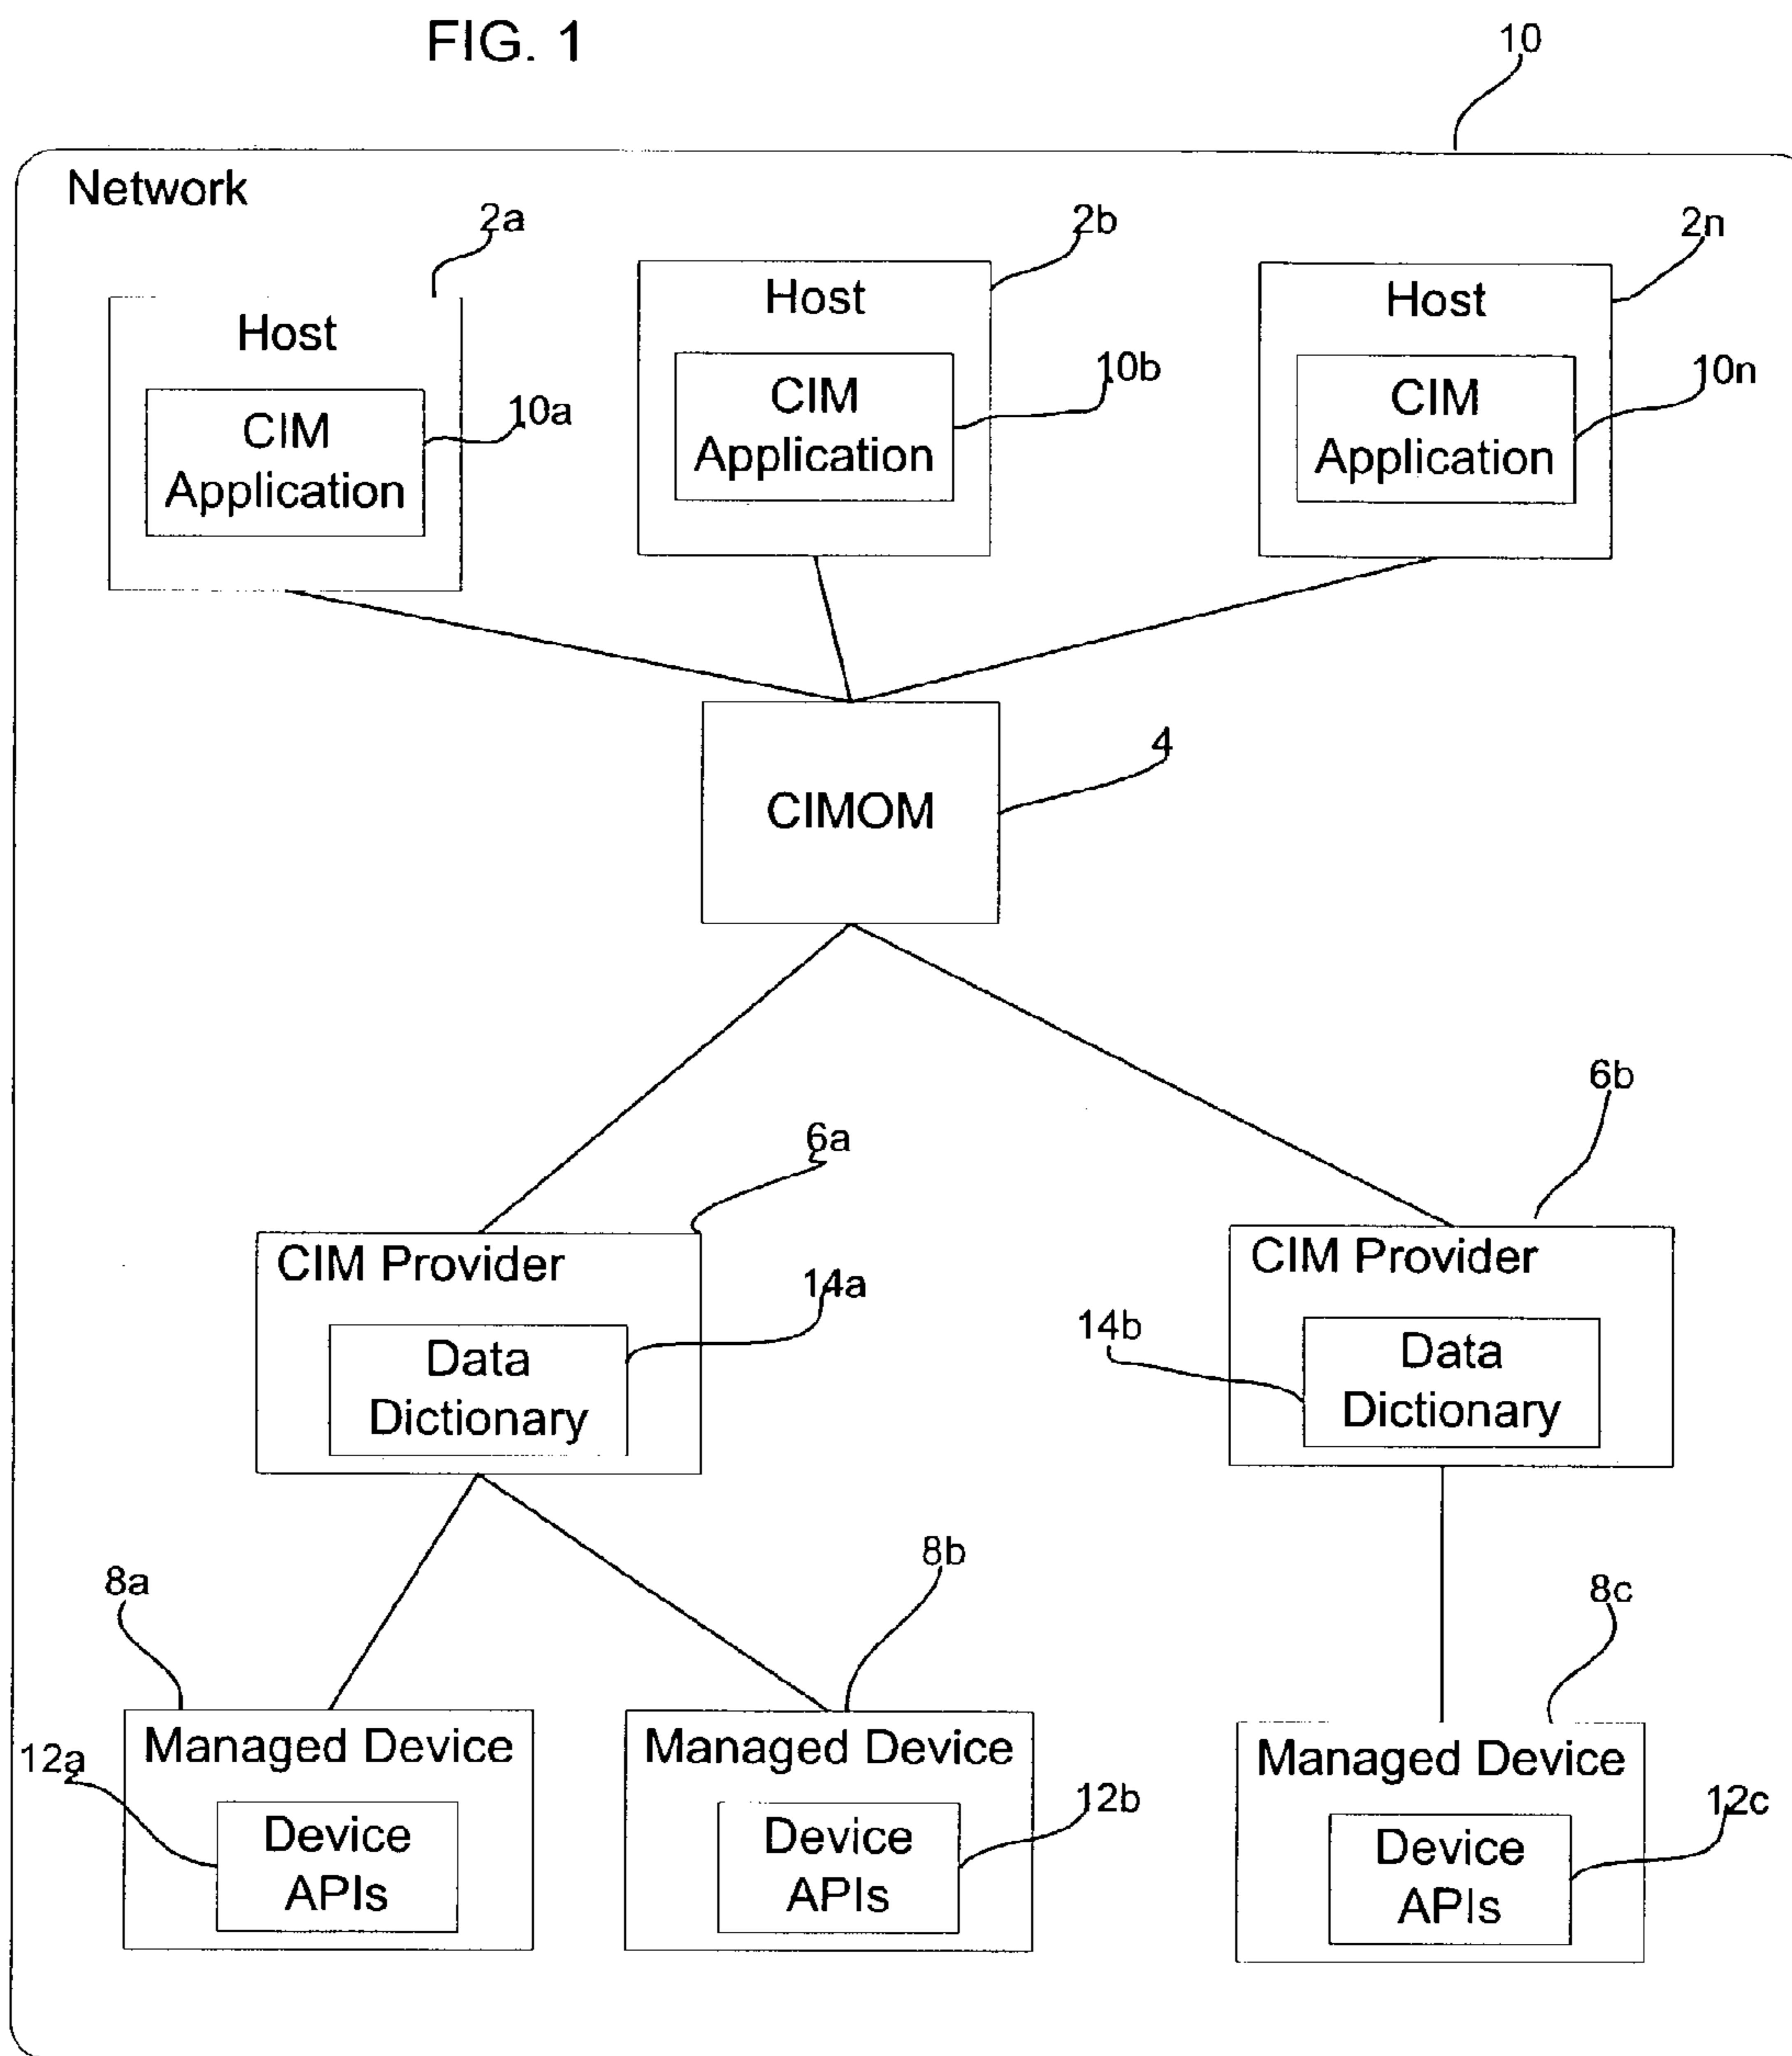 FIG. 1
10
Network
2a
2b
2n
Host
Host
Host
10a
10b
10n
CIM
Application
CIM
Application
CIM
Application
4
CIMOM
6a
6b
CIM Provider
CIM Provider
14a
14b
Data
Dictionary
Data
Dictionary
8a
8b
8c
Managed Device
Managed Device
Managed Device
12a
12b
12c
Device
APIs
Device
APIs
Device
APIs